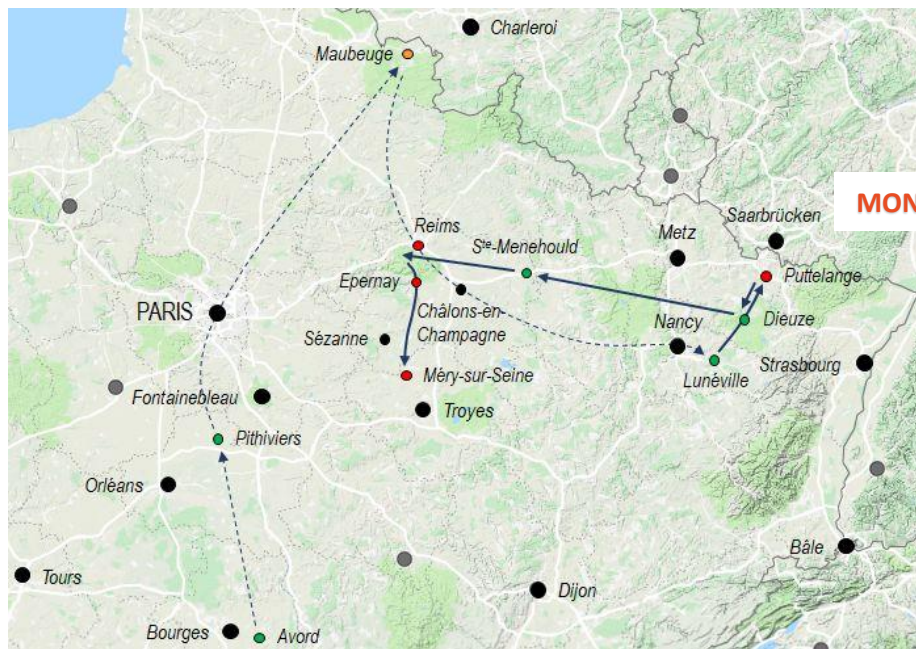 Charleroi
Maubeuge
MON
Reims
Saarbrücken
Sᵗᵉ-Menehould
Metz
Puttelange
Epernay
PARIS
Châlons-en-
Champagne
Nancy
Dieuze
Sézanne
Strasbourg
Lunéville
Méry-sur-Seine
Fontainebleau
Troyes
Pithiviers
Orléans
Bâle
Tours
Dijon
Bourges
Avord